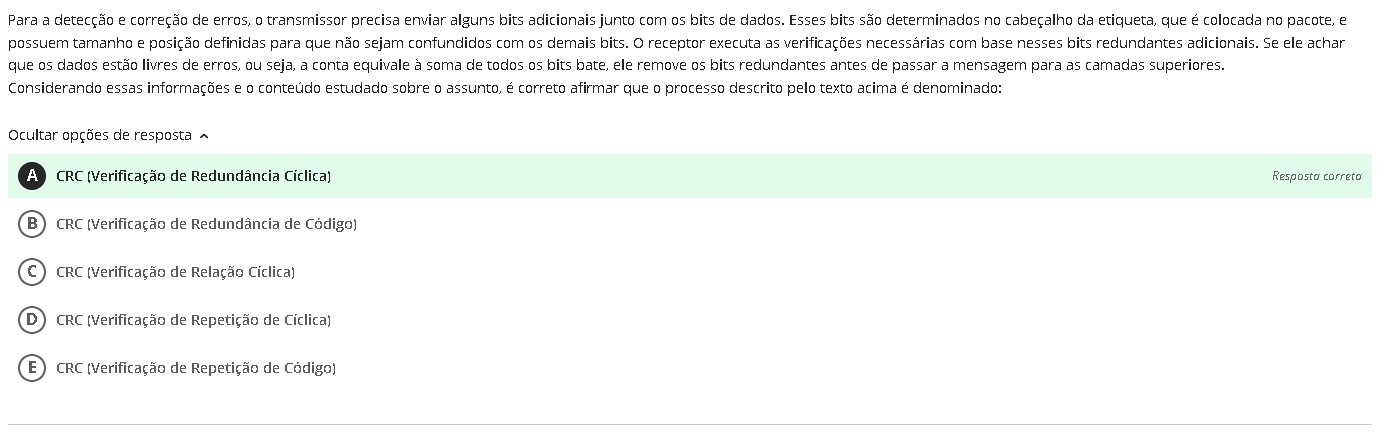 Para a detecção e correção de erros, o transmissor precisa enviar alguns bits adicionais junto com os bits de dados. Esses bits são determinados no cabeçalho da etiqueta, que é colocada no pacote, e
possuem tamanho e posição definidas para que não sejam confundidos com os demais bits. O receptor executa as verificações necessárias com base nesses bits redundantes adicionais. Se ele achar
que os dados estão livres de erros, ou seja, a conta equivale à soma de todos os bits bate, ele remove os bits redundantes antes de passar a mensagem para as camadas superiores.
Considerando essas informações e o conteúdo estudado sobre o assunto, é correto afirmar que o processo descrito pelo texto acima é denominado:
Ocultar opções de resposta
A CRC (Verificação de Redundância Cíclica) Resposta correta
B CRC (Verificação de Redundância de Código)
C CRC (Verificação de Relação Cíclica)
D CRC (Verificação de Repetição de Cíclica)
E CRC (Verificação de Repetição de Código)